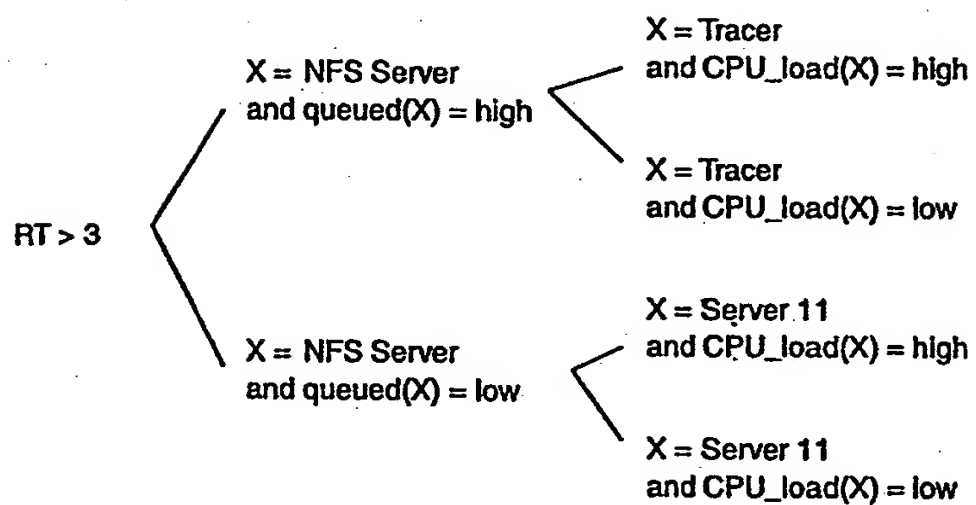 X = Tracer
and CPU_load(X) = high
X = NFS Server
and queued(X) = high
X = Tracer
and CPU_load(X) = low
RT > 3
X = Server 11
and CPU_load(X) = high
X = NFS Server
and queued(X) = low
X = Server 11
and CPU_load(X) = low